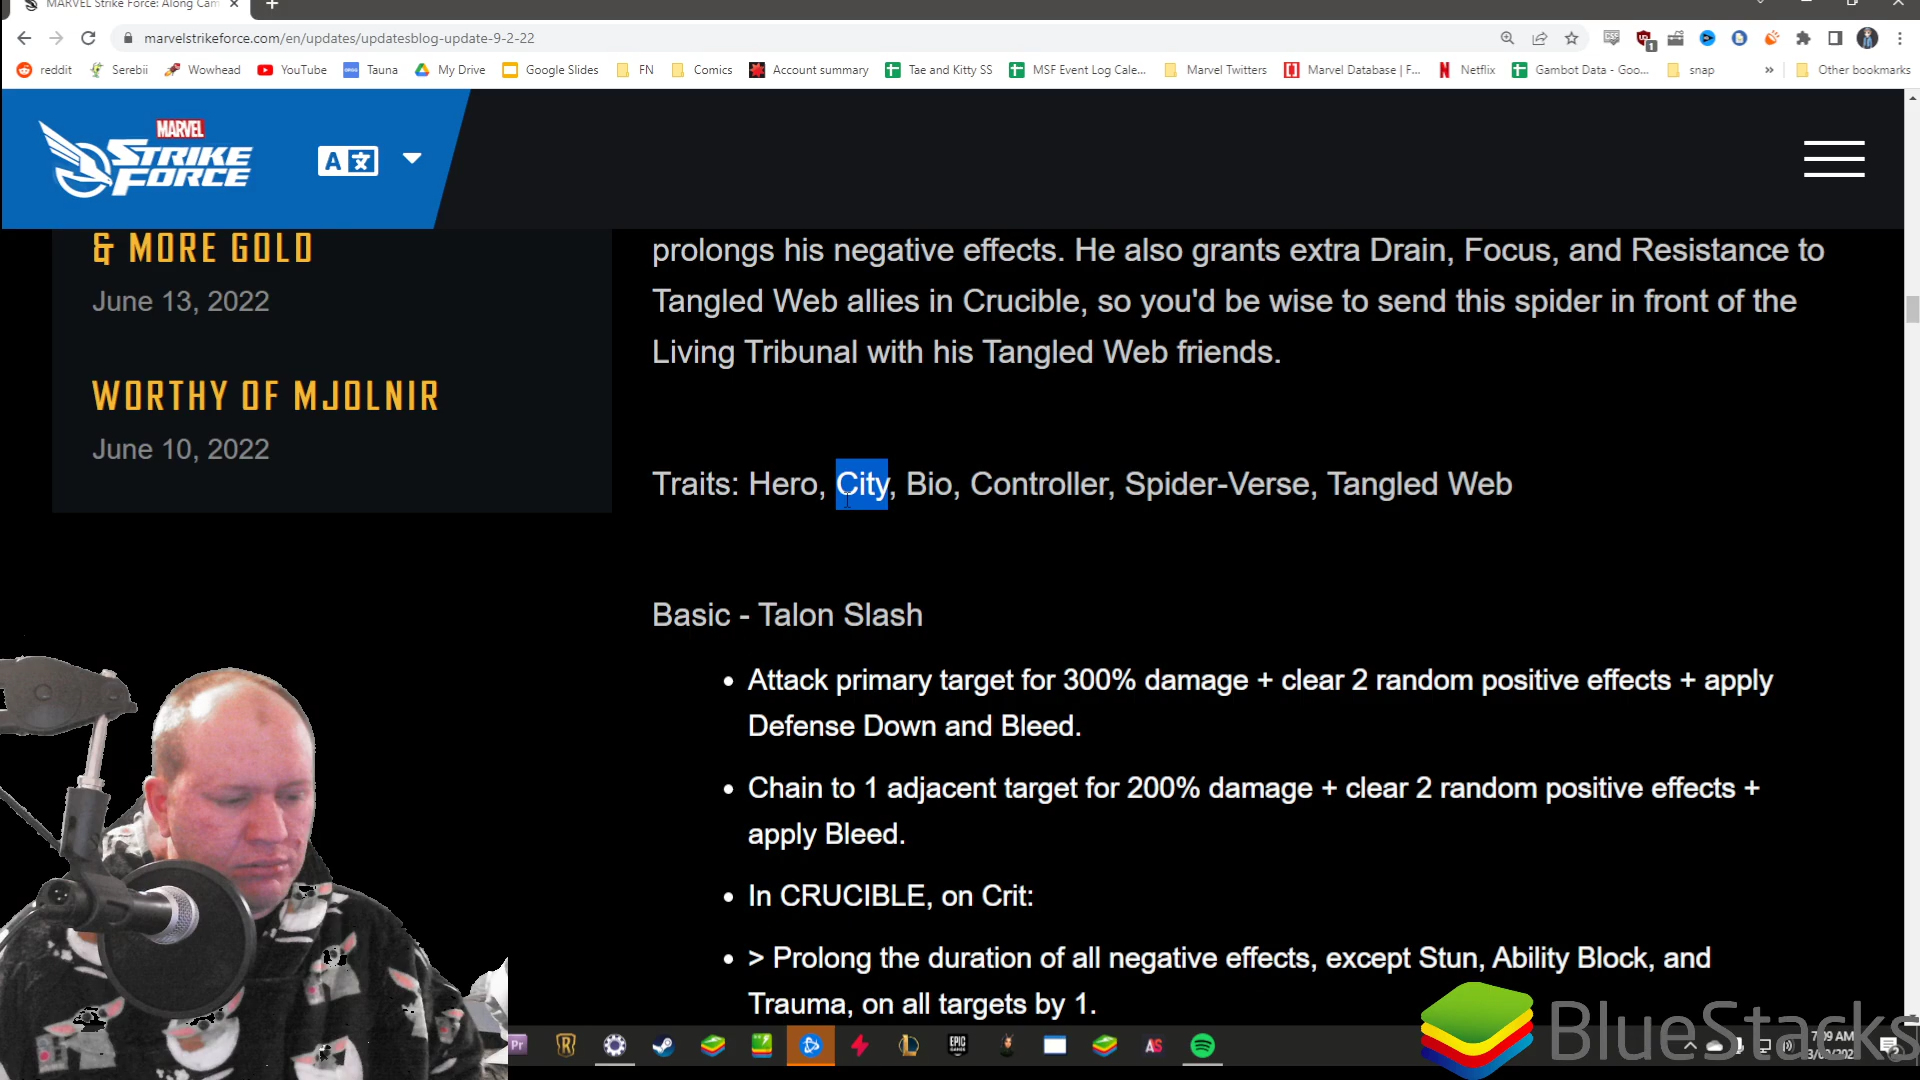 MARVEL Strike Force: Along Cam
marvelstrikeforce.com/en/updates/updatesblog-update-9-2-22
reddit
Serebii
Wowhead
YouTube
Tauna
My Drive
Google Slides
FN
Comics
Account summary
Tae and Kitty SS
MSF Event Log Cale...
Marvel Twitters
Marvel Database | F...
Netflix
Gambot Data - Goo...
snap
»
Other bookmarks
MARVEL
STRIKE
FORCE
A
& MORE GOLD
June 13, 2022
WORTHY OF MJOLNIR
June 10, 2022
prolongs his negative effects. He also grants extra Drain, Focus, and Resistance to
Tangled Web allies in Crucible, so you'd be wise to send this spider in front of the
Living Tribunal with his Tangled Web friends.
Traits: Hero, City, Bio, Controller, Spider-Verse, Tangled Web
Basic - Talon Slash
• Attack primary target for 300% damage + clear 2 random positive effects + apply
Defense Down and Bleed.
• Chain to 1 adjacent target for 200% damage + clear 2 random positive effects +
apply Bleed.
• In CRUCIBLE, on Crit:
• > Prolong the duration of all negative effects, except Stun, Ability Block, and
Trauma, on all targets by 1.
Pr
EPIC
AS
BlueStacks